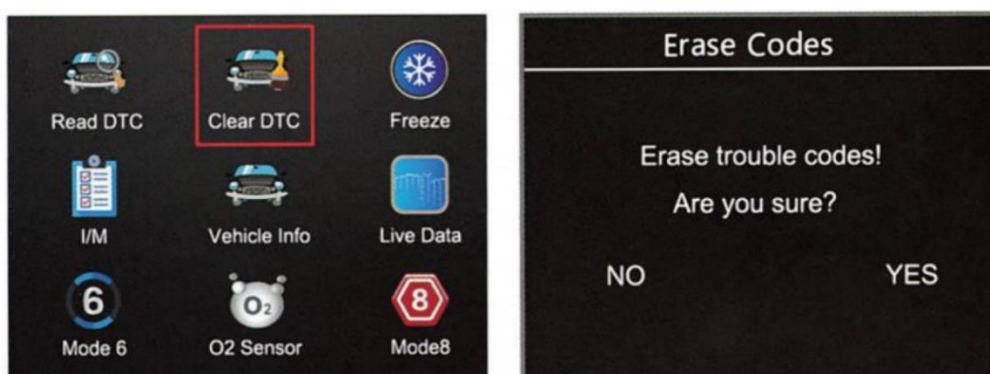 Read DTC
Clear DTC
Freeze
I/M
Vehicle Info
Live Data
6
Mode 6
O2
O2 Sensor
8
Mode8
Erase Codes
Erase trouble codes!
Are you sure?
NO YES